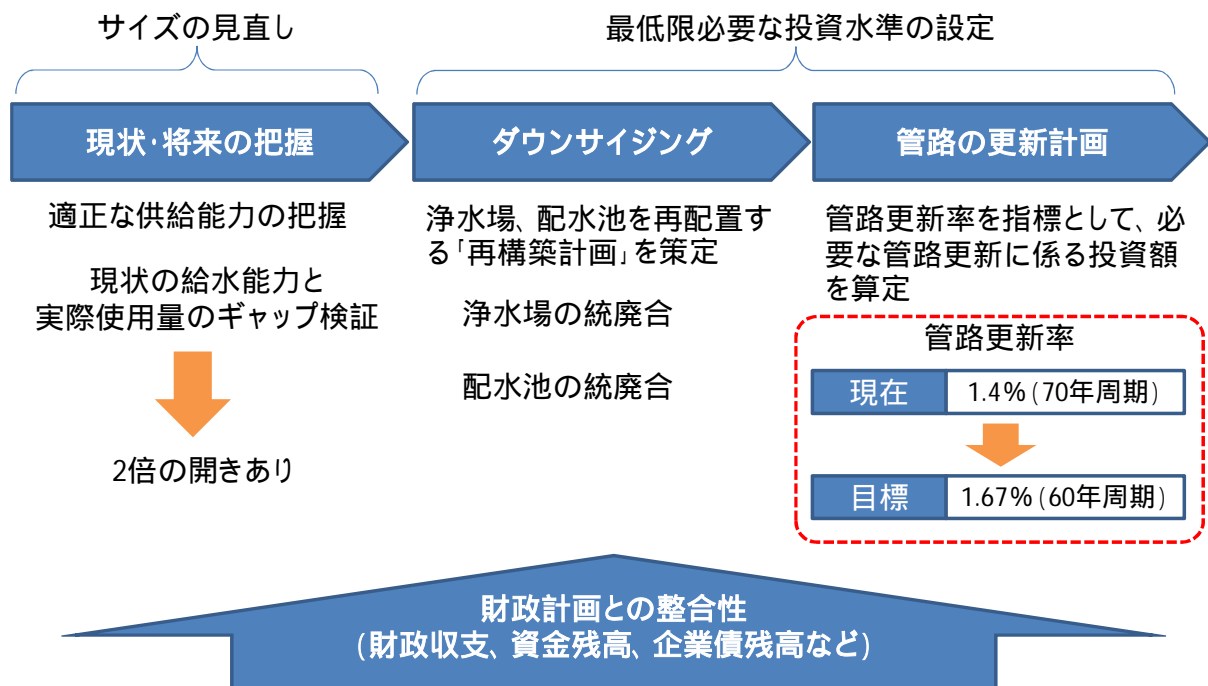 サイズの見直し
最低限必要な投資水準の設定
現状・将来の把握
ダウンサイジング
管路の更新計画
適正な供給能力の把握
現状の給水能力と
実際使用量のギャップ検証
2倍の開きあり
浄水場、配水池を再配置す
る「再構築計画」を策定
浄水場の統廃合
配水池の統廃合
管路更新率を指標として、必
要な管路更新に係る投資額
を算定
管路更新率
現在 1.4%(70年周期)
目標 1.67%(60年周期)
財政計画との整合性
(財政収支、資金残高、企業債残高など)